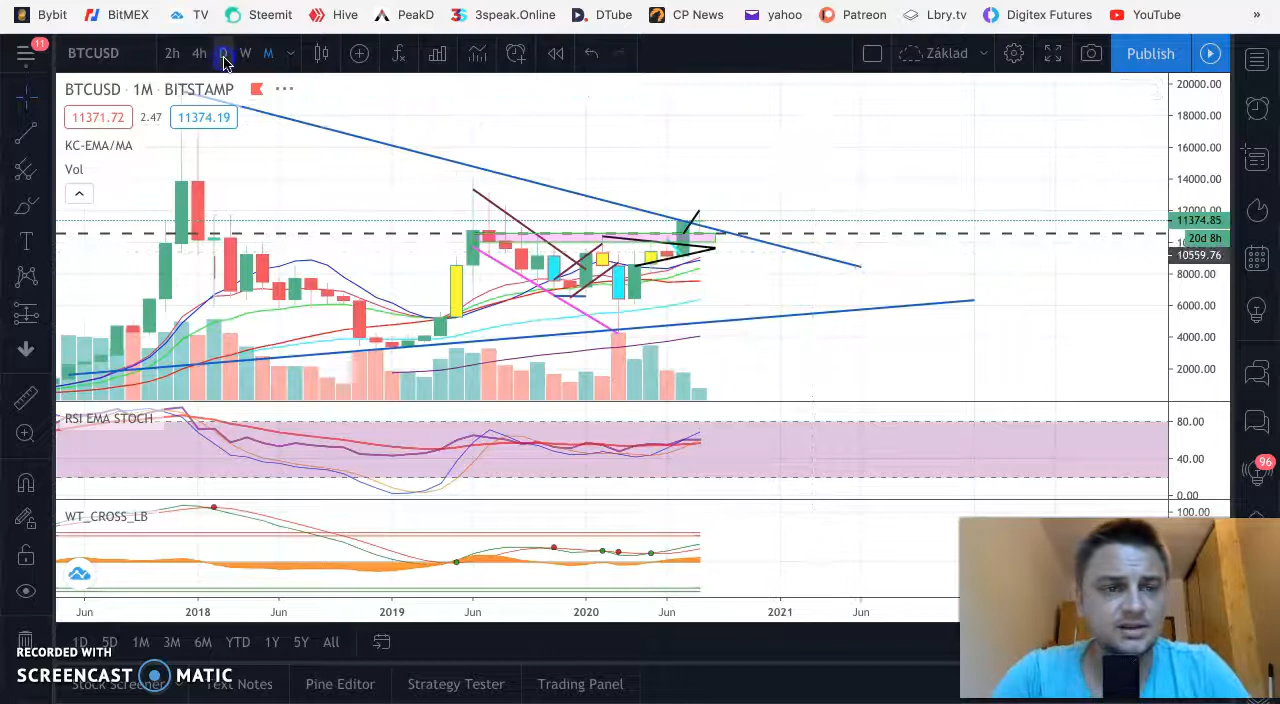 Bybit BitMEX TV Steemit Hive PeakD 3speak.Online DTube CP News yahoo Patreon Lbry.tv Digitex Futures YouTube »
11 BTCUSD 2h 4h D W M Základ Publish
BTCUSD · 1M · BITSTAMP
11371.72 2.47 11374.19
KC-EMA/MA
Vol
20000.00
18000.00
16000.00
14000.00
11374.85
20d 8h
10559.76
8000.00
6000.00
4000.00
2000.00
RSI EMA STOCH
80.00
40.00
0.00
WT_CROSS_LB
100.00
96
Jun 2018 Jun 2019 Jun 2020 Jun 2021 Jun
1D 5D 1M 3M 6M YTD 1Y 5Y All
RECORDED WITH
SCREENCAST MATIC
Stock Screener Text Notes Pine Editor Strategy Tester Trading Panel